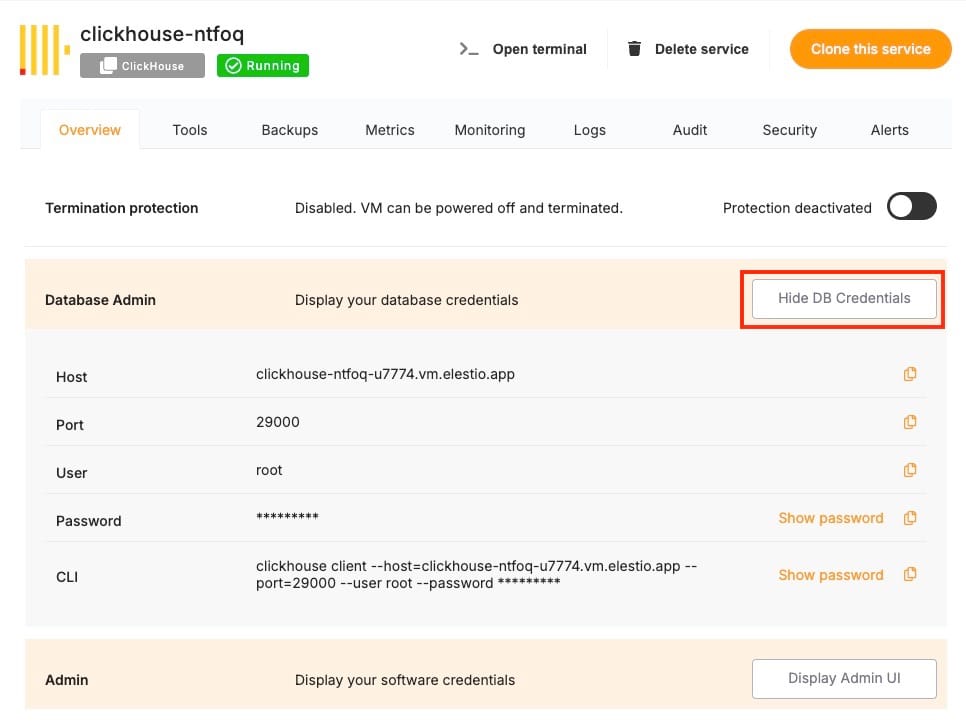 clickhouse-ntfoq
ClickHouse
Running
Open terminal
Delete service
Clone this service
Overview
Tools
Backups
Metrics
Monitoring
Logs
Audit
Security
Alerts
Termination protection
Disabled. VM can be powered off and terminated.
Protection deactivated
Database Admin
Display your database credentials
Hide DB Credentials
Host
clickhouse-ntfoq-u7774.vm.elestio.app
Port
29000
User
root
Password
*********
Show password
CLI
clickhouse client --host=clickhouse-ntfoq-u7774.vm.elestio.app --
port=29000 --user root --password *********
Show password
Admin
Display your software credentials
Display Admin UI